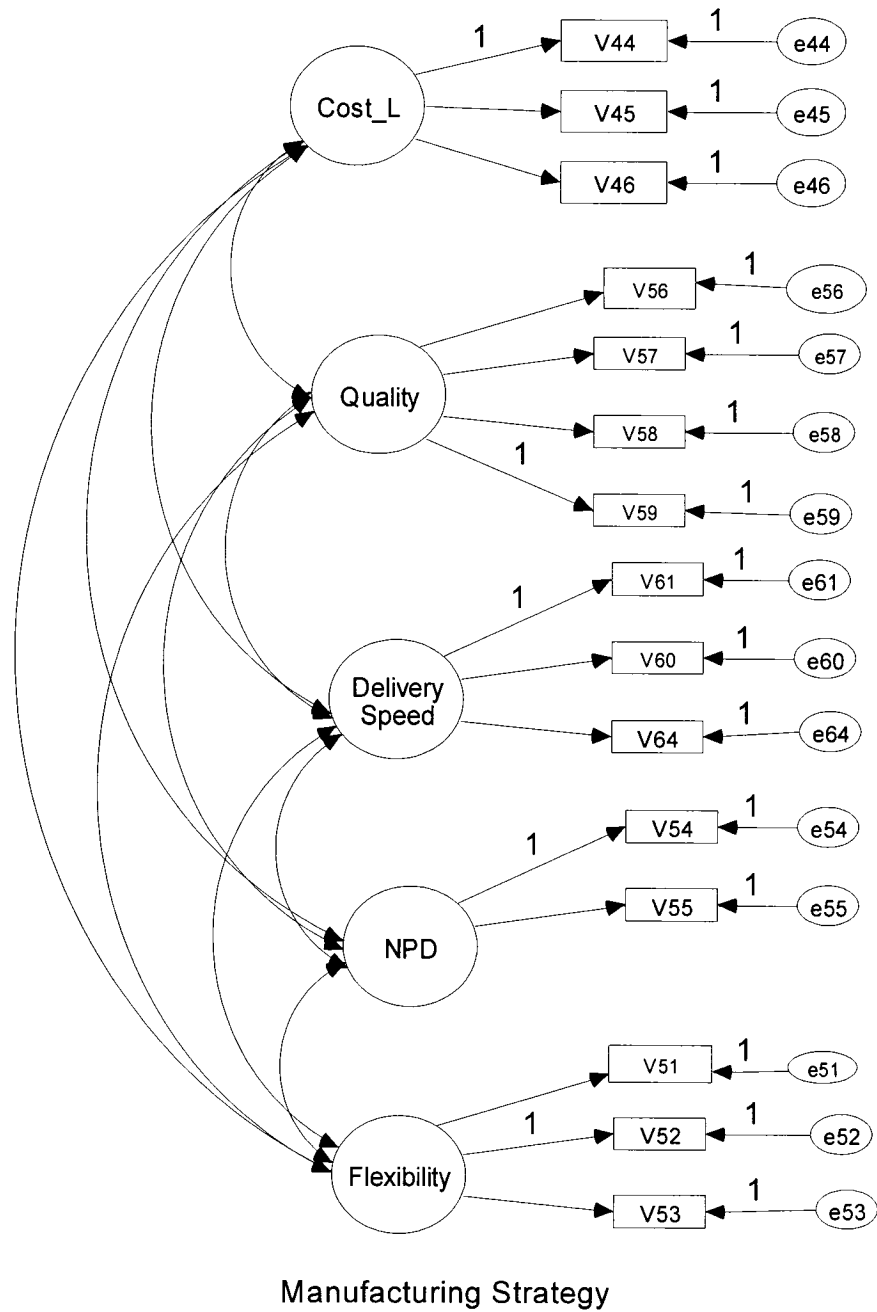 1 V44 1 e44
Cost_L V45 1 e45
V46 1 e46
V56 1 e56
V57 1 e57
Quality V58 1 e58
1 V59 1 e59
1 V61 1 e61
V60 1 e60
Delivery
Speed
V64 1 e64
1 V54 1 e54
V55 1 e55
NPD
V51 1 e51
1 V52 1 e52
Flexibility
V53 1 e53
Manufacturing Strategy